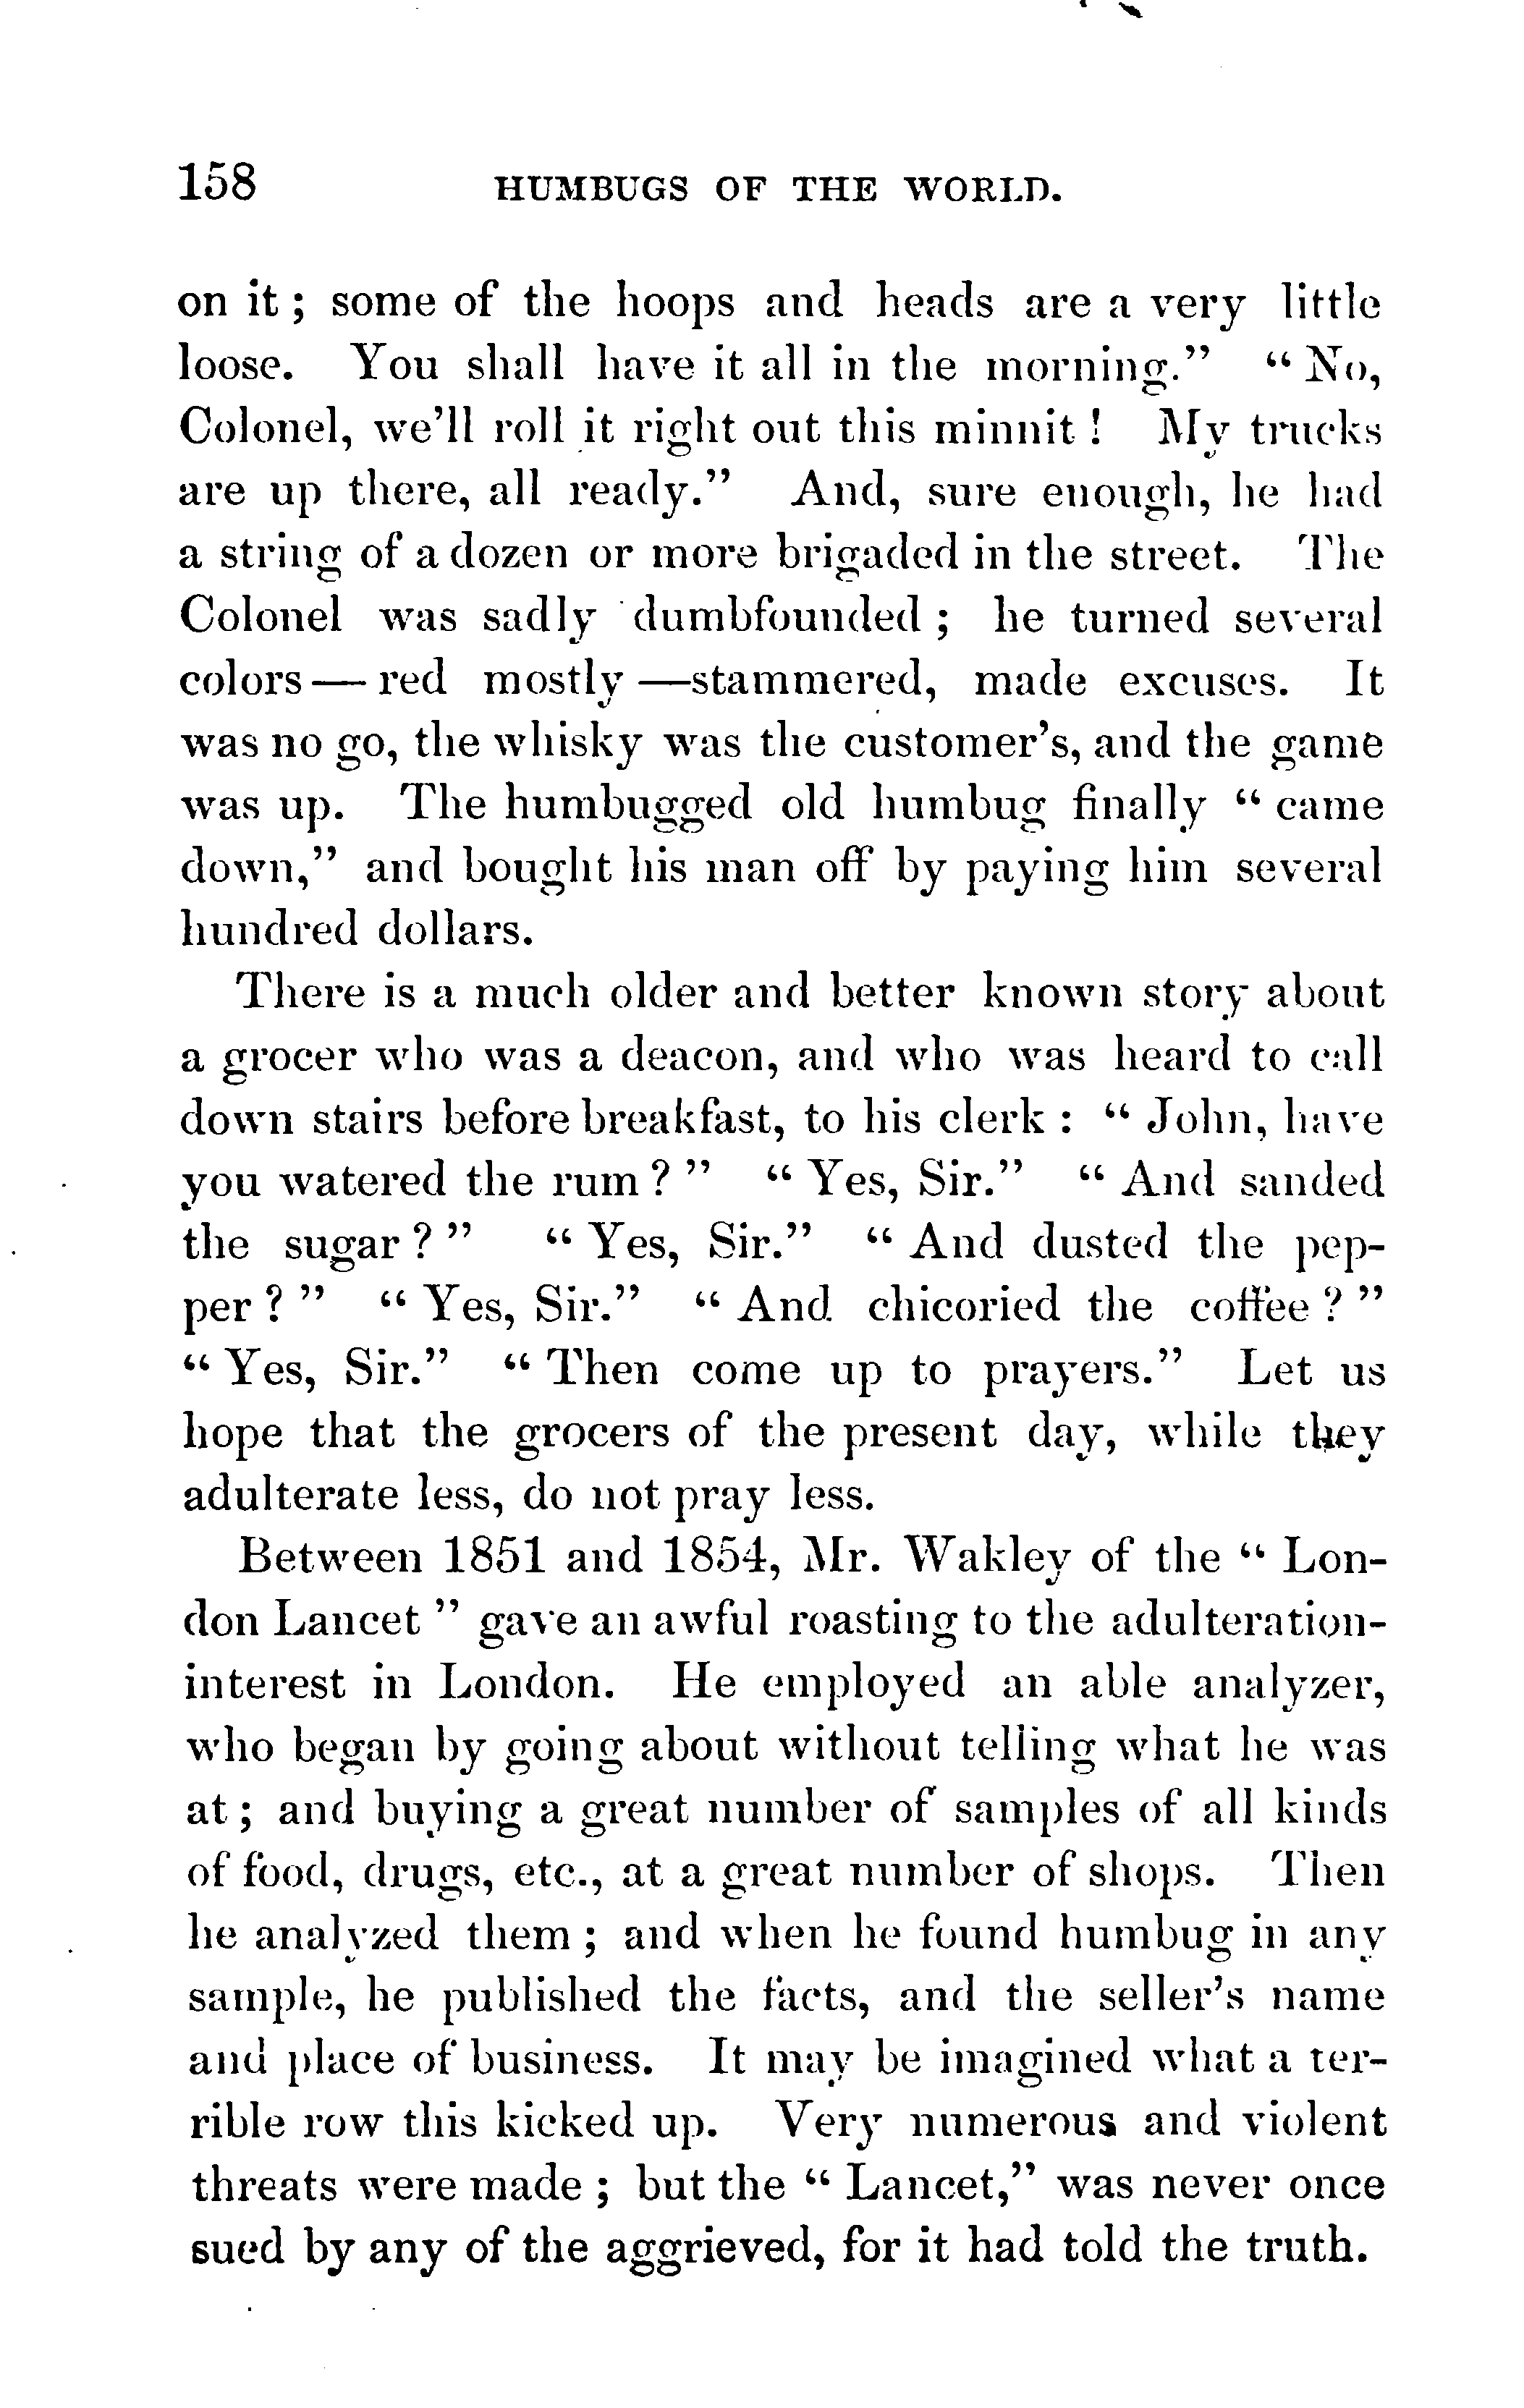 158 HUMBUGS OF THE WORLD.
on it; some of the hoops and heads are a very little
loose. You shall have it all in the morning." "No,
Colonel, we'll roll it right out this minnit! My trucks
are up there, all ready." And, sure enough, he had
a string of a dozen or more brigaded in the street. The
Colonel was sadly dumbfounded; he turned several
colors—red mostly—stammered, made excuses. It
was no go, the whisky was the customer's, and the game
was up. The humbugged old humbug finally "came
down," and bought his man off by paying him several
hundred dollars.
There is a much older and better known story about
a grocer who was a deacon, and who was heard to call
down stairs before breakfast, to his clerk: "John, have
you watered the rum?" "Yes, Sir." "And sanded
the sugar?" "Yes, Sir." "And dusted the pep-
per?" "Yes, Sir." "And chicoried the coffee?"
"Yes, Sir." "Then come up to prayers." Let us
hope that the grocers of the present day, while they
adulterate less, do not pray less.
Between 1851 and 1854, Mr. Wakley of the "Lon-
don Lancet" gave an awful roasting to the adulteration-
interest in London. He employed an able analyzer,
who began by going about without telling what he was
at; and buying a great number of samples of all kinds
of food, drugs, etc., at a great number of shops. Then
he analyzed them; and when he found humbug in any
sample, he published the facts, and the seller's name
and place of business. It may be imagined what a ter-
rible row this kicked up. Very numerous and violent
threats were made; but the "Lancet," was never once
sued by any of the aggrieved, for it had told the truth.